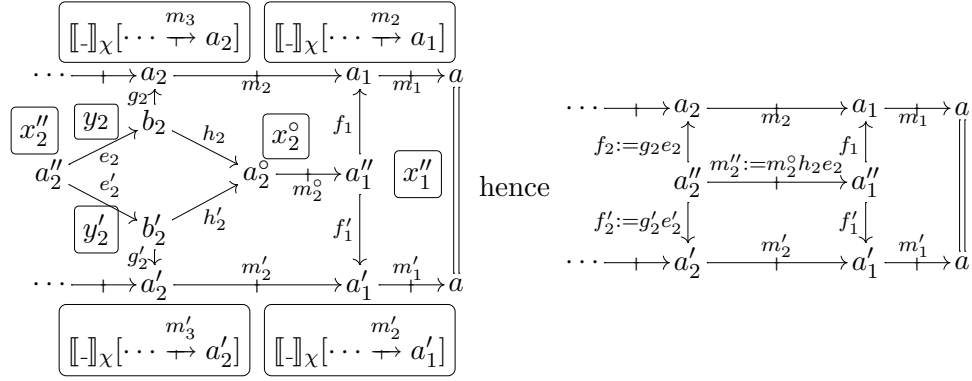 ⟦-⟧χ[⋯ m₃⇸ a₂] ⟦-⟧χ[⋯ m₂⇸ a₁]
⋯ ⇸ a₂ ⇸ a₁ ⇸ a
m₂ m₁
g₂
x₂″ y₂ b₂
h₂ x₂° f₁
e₂
a₂″ a₂° ⇸ a₁″ x₁″
e₂′ m₂°
y₂′ b₂′ h₂′ f₁′
g₂′ m₂′ m₁′
⋯ ⇸ a₂′ ⇸ a₁′ ⇸ a
⟦-⟧χ[⋯ m₃′⇸ a₂′] ⟦-⟧χ[⋯ m₂′⇸ a₁′]
hence
⋯ ⇸ a₂ ⇸ a₁ ⇸ a
m₂ m₁
f₂:=g₂e₂ f₁
m₂″:=m₂°h₂e₂
a₂″ ⇸ a₁″
f₂′:=g₂′e₂′ f₁′
m₂′ m₁′
⋯ ⇸ a₂′ ⇸ a₁′ ⇸ a